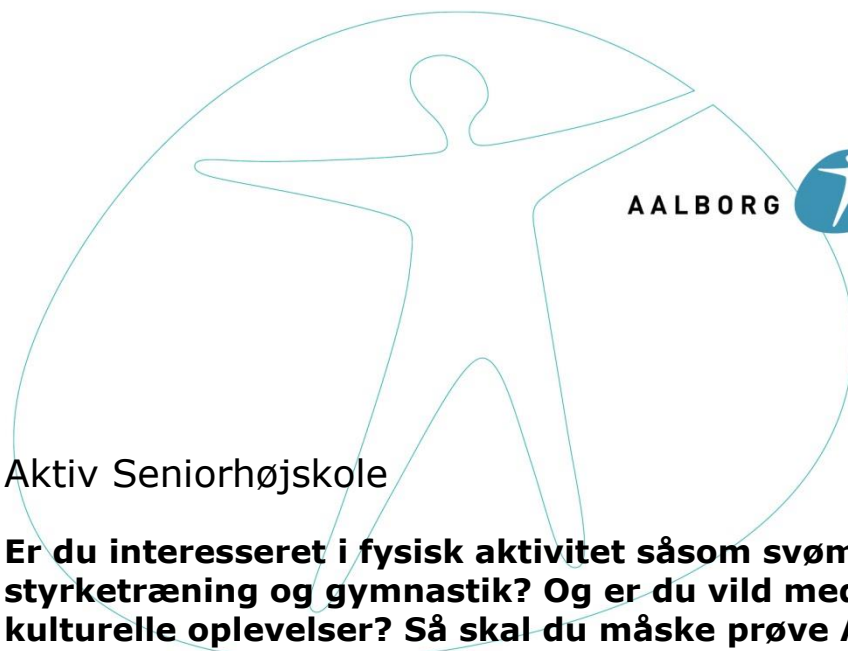 AALBORG
Aktiv Seniorhøjskole
Er du interesseret i fysisk aktivitet såsom svøm
styrketræning og gymnastik? Og er du vild med
kulturelle oplevelser? Så skal du måske prøve A